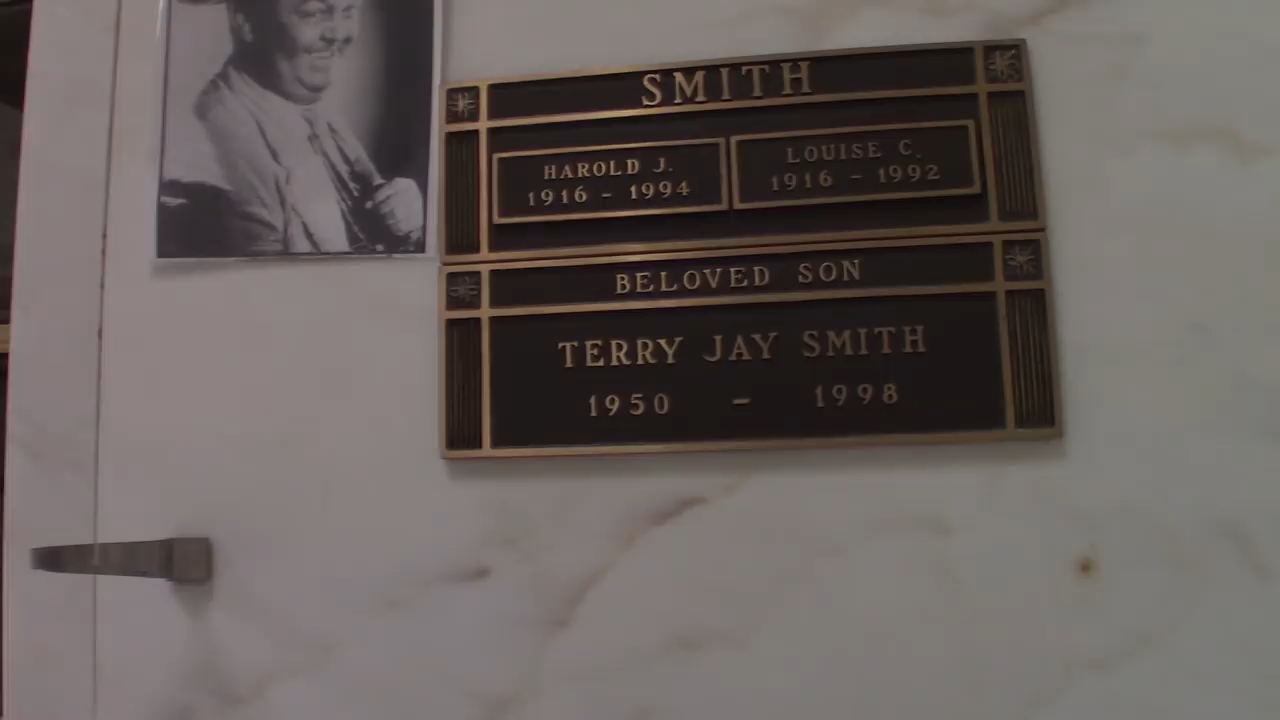 SMITH
HAROLD J.
1916 - 1994
LOUISE C.
1916 - 1992
BELOVED SON
TERRY JAY SMITH
1950 - 1998